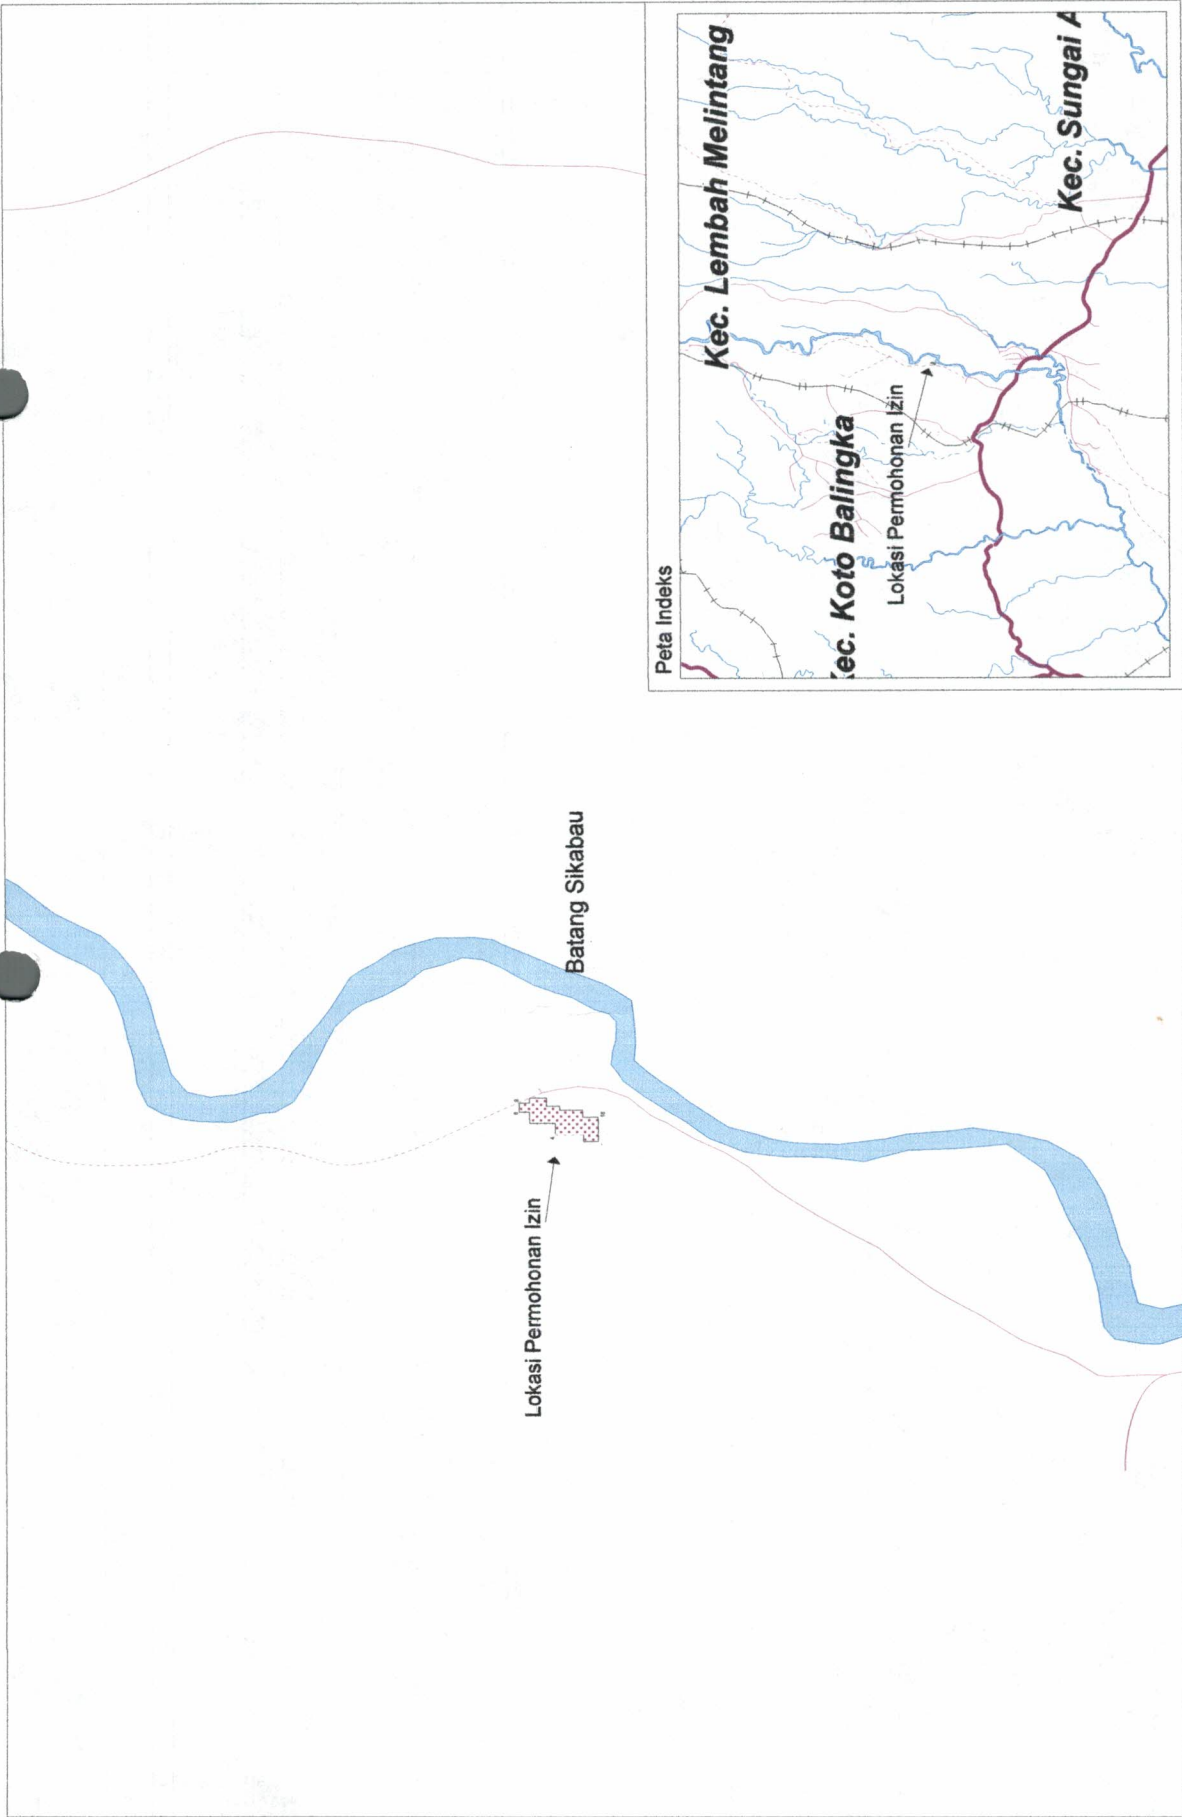 Lokasi Permohonan Izin
Batang Sikabau
Peta Indeks
Kec. Lembah Melintang
Kec. Koto Balingka
Lokasi Permohonan Izin
Kec. Sungai A